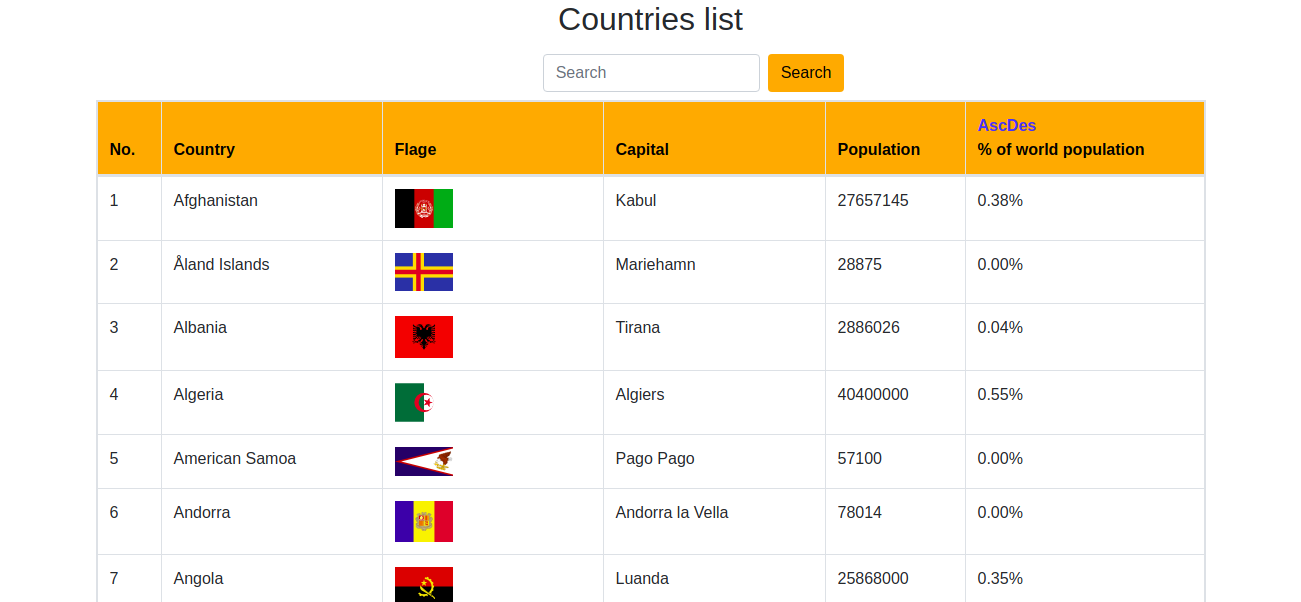 Countries list
Search Search
AscDes
No. Country Flage Capital Population % of world population
1 Afghanistan Kabul 27657145 0.38%
2 Åland Islands Mariehamn 28875 0.00%
3 Albania Tirana 2886026 0.04%
4 Algeria Algiers 40400000 0.55%
5 American Samoa Pago Pago 57100 0.00%
6 Andorra Andorra la Vella 78014 0.00%
7 Angola Luanda 25868000 0.35%